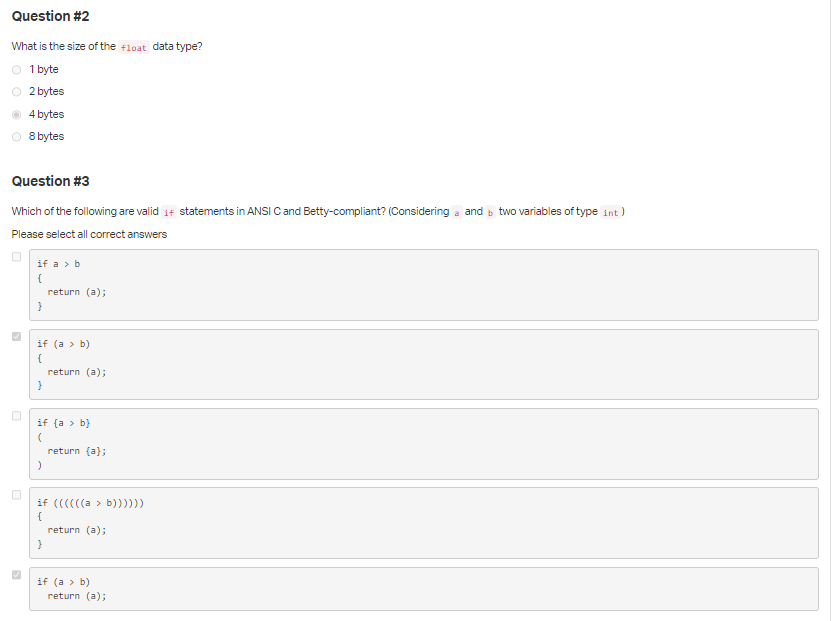 Question #2
What is the size of the float data type?
1 byte
2 bytes
4 bytes
8 bytes
Question #3
Which of the following are valid if statements in ANSI C and Betty-compliant? (Considering a and b two variables of type int )
Please select all correct answers
if a > b
{
  return (a);
}
if (a > b)
{
  return (a);
}
if {a > b}
(
  return {a};
)
if ((((((a > b))))))
{
  return (a);
}
if (a > b)
  return (a);